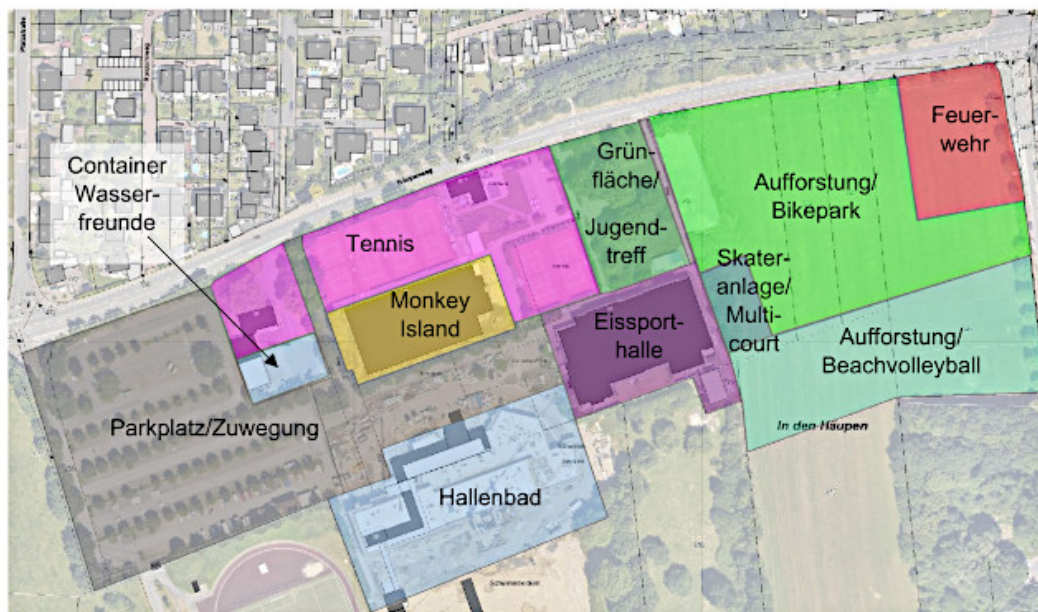 Container
Wasser-
freunde
Tennis
Monkey
Island
Grün-
fläche/
Jugend-
treff
Aufforstung/
Bikepark
Feuer-
wehr
Skater-
anlage/
Multi-
court
Eissport-
halle
Aufforstung/
Beachvolleyball
Parkplatz/Zuwegung
Hallenbad
In den Häupen
K 9